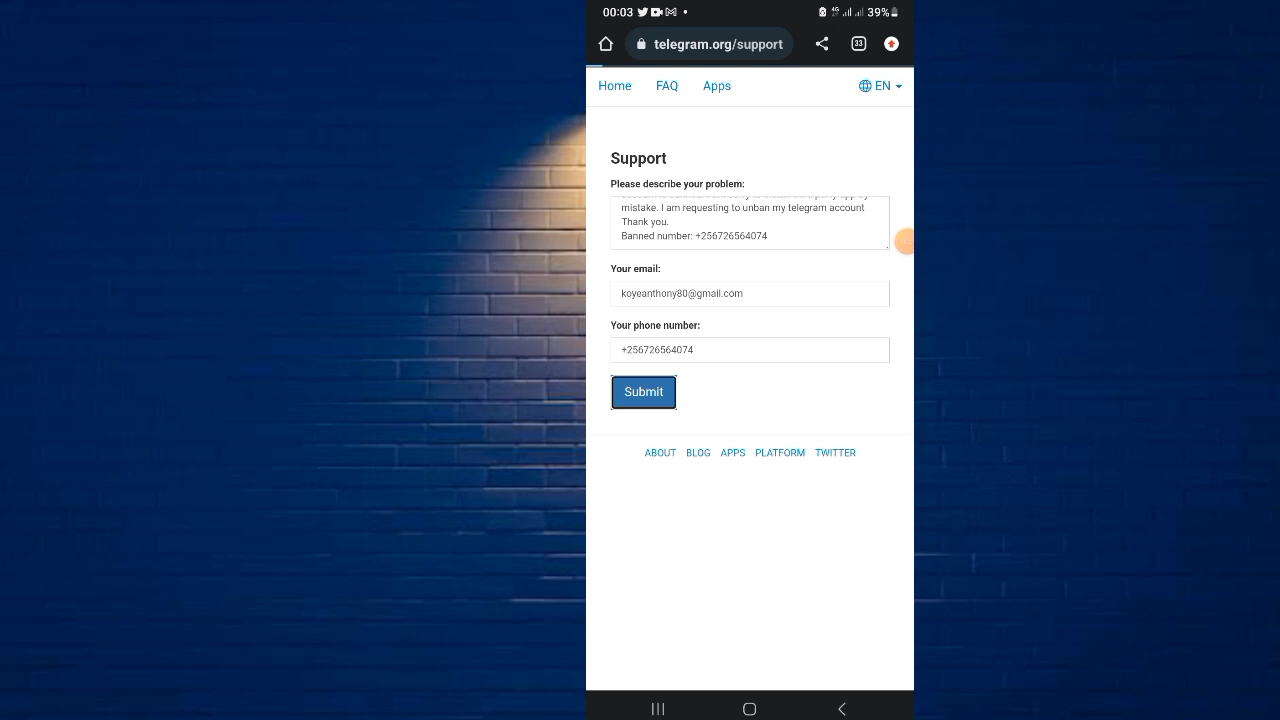 00:03
4G
39%
telegram.org/support
33
Home FAQ Apps EN
Support
Please describe your problem:
mistake. I am requesting to unban my telegram account
Thank you.
Banned number: +256726564074
Your email:
koyeanthony80@gmail.com
Your phone number:
+256726564074
Submit
ABOUT BLOG APPS PLATFORM TWITTER